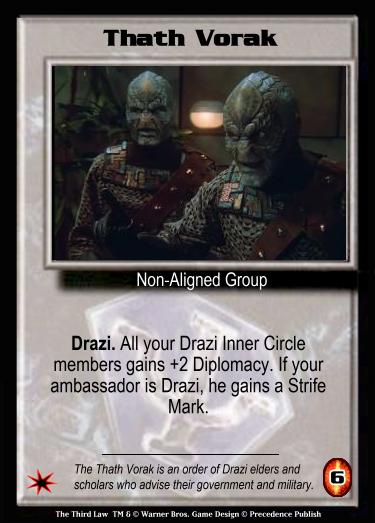 Thath Vorak
Non-Aligned Group
Drazi. All your Drazi Inner Circle
members gains +2 Diplomacy. If your
ambassador is Drazi, he gains a Strife
Mark.
The Thath Vorak is an order of Drazi elders and
scholars who advise their government and military.
6
The Third Law TM & © Warner Bros. Game Design © Precedence Publish